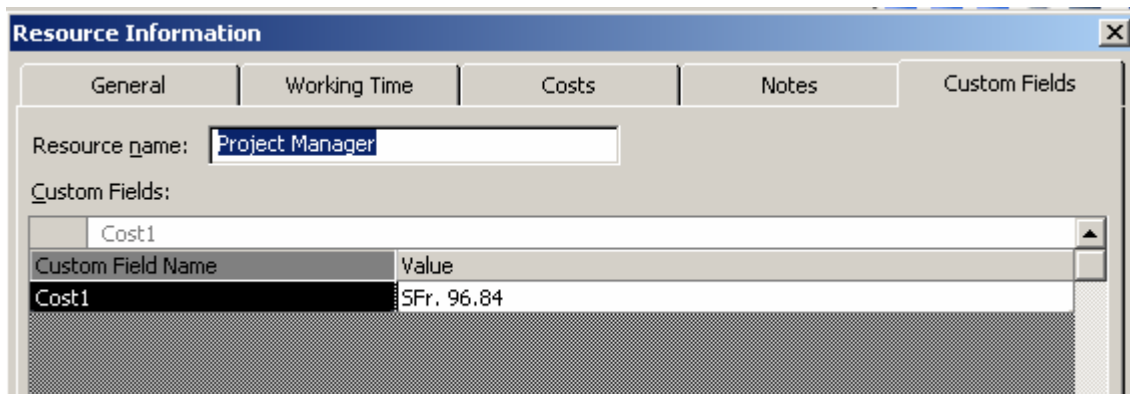 Resource Information
General Working Time Costs Notes Custom Fields
Resource name: Project Manager
Custom Fields:
Cost1
Custom Field Name Value
Cost1 SFr. 96.84